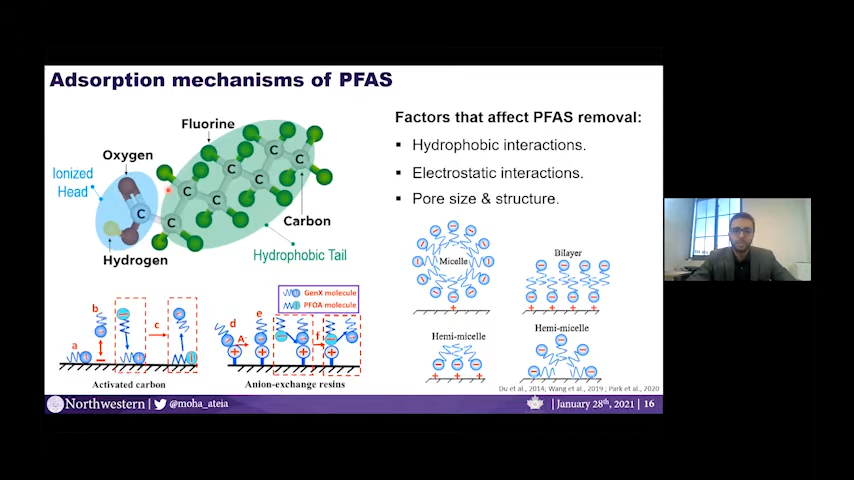 Adsorption mechanisms of PFAS
Fluorine
Oxygen
Ionized
Head
C
C
C
C
C
C
C
C
Carbon
Hydrogen
Hydrophobic Tail
Factors that affect PFAS removal:
▪ Hydrophobic interactions.
▪ Electrostatic interactions.
▪ Pore size & structure.
Micelle
Bilayer
Hemi-micelle
Hemi-micelle
GenX molecule
PFOA molecule
a
b
c
d
A
e
f
Activated carbon
Anion-exchange resins
Du et al., 2014; Wang et al., 2019; Park et al., 2020
Northwestern | @moha_ateia
| January 28th, 2021 | 16